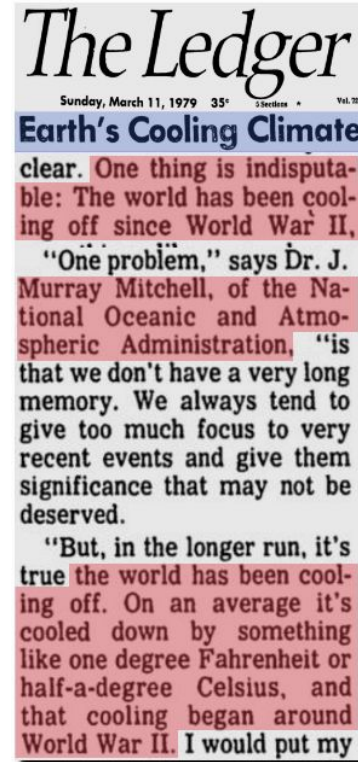 The Ledger
Sunday, March 11, 1979 35¢ 5 Sections * Vol. 72
Earth's Cooling Climate
clear. One thing is indisputa-
ble: The world has been cool-
ing off since World War II,
"One problem," says Dr. J.
Murray Mitchell, of the Na-
tional Oceanic and Atmo-
spheric Administration, "is
that we don't have a very long
memory. We always tend to
give too much focus to very
recent events and give them
significance that may not be
deserved.
"But, in the longer run, it's
true the world has been cool-
ing off. On an average it's
cooled down by something
like one degree Fahrenheit or
half-a-degree Celsius, and
that cooling began around
World War II. I would put my